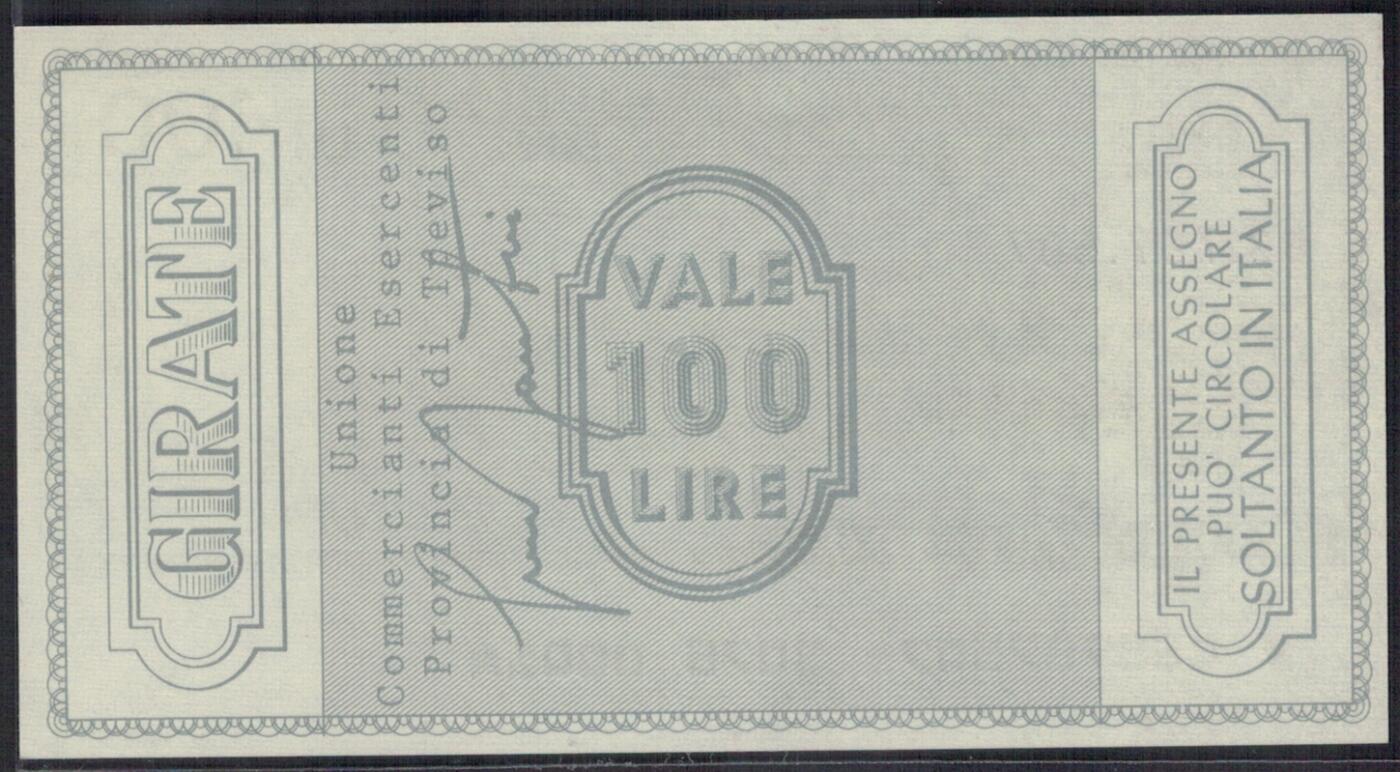 GIRATE
Unione
Commercianti Esercenti
Provincia di Treviso
VALE
100
LIRE
IL PRESENTE ASSEGNO
PUO' CIRCOLARE
SOLTANTO IN ITALIA